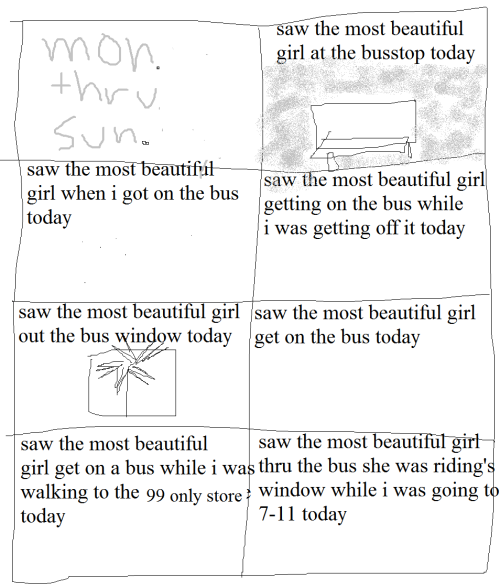 mon.
thru
sun..
saw the most beautiful
girl at the busstop today
saw the most beautiful
girl when i got on the bus
today
saw the most beautiful girl
getting on the bus while
i was getting off it today
saw the most beautiful girl
out the bus window today
saw the most beautiful girl
get on the bus today
saw the most beautiful
girl get on a bus while i was
walking to the 99 only store
today
saw the most beautiful girl
thru the bus she was riding's
window while i was going to
7-11 today